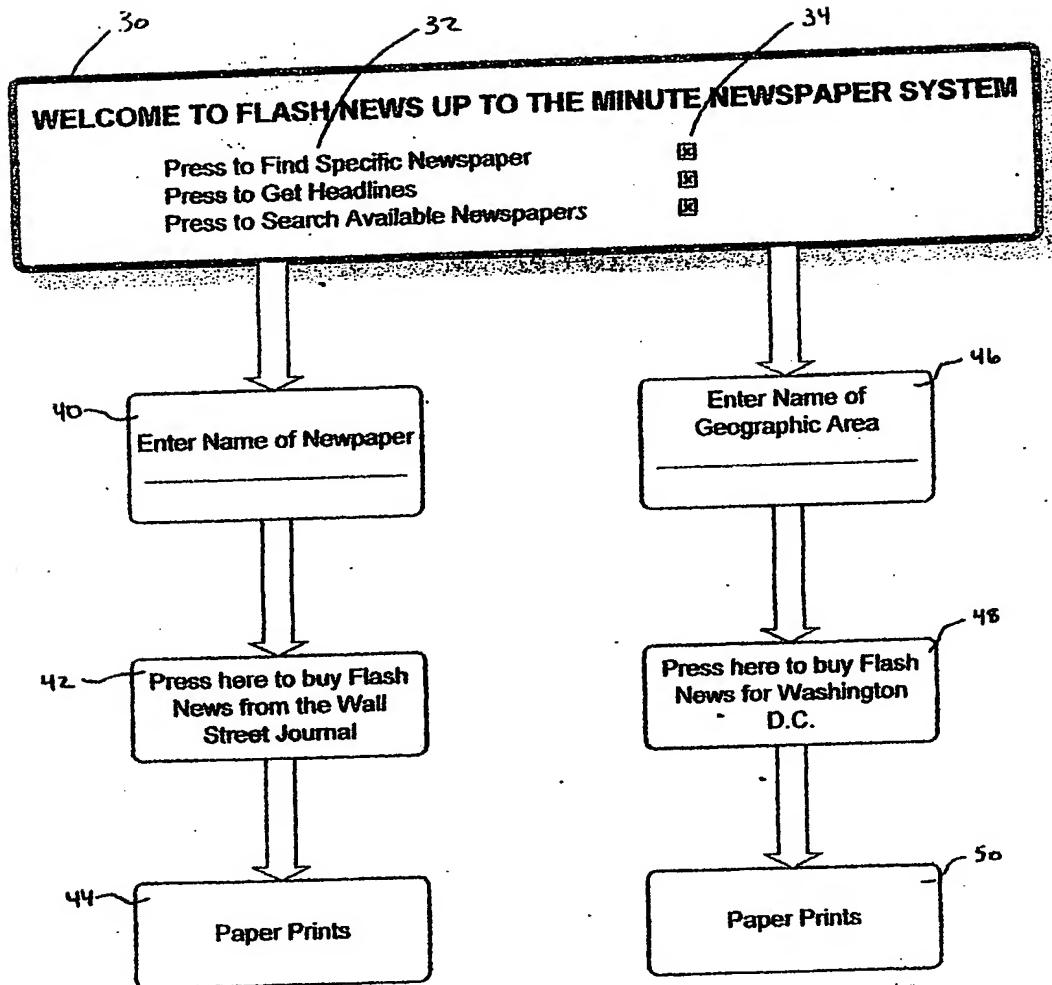 30
32
34
WELCOME TO FLASH NEWS UP TO THE MINUTE NEWSPAPER SYSTEM
Press to Find Specific Newspaper
Press to Get Headlines
Press to Search Available Newspapers
40
Enter Name of Newpaper
46
Enter Name of
Geographic Area
42
Press here to buy Flash
News from the Wall
Street Journal
48
Press here to buy Flash
News for Washington
D.C.
44
Paper Prints
50
Paper Prints